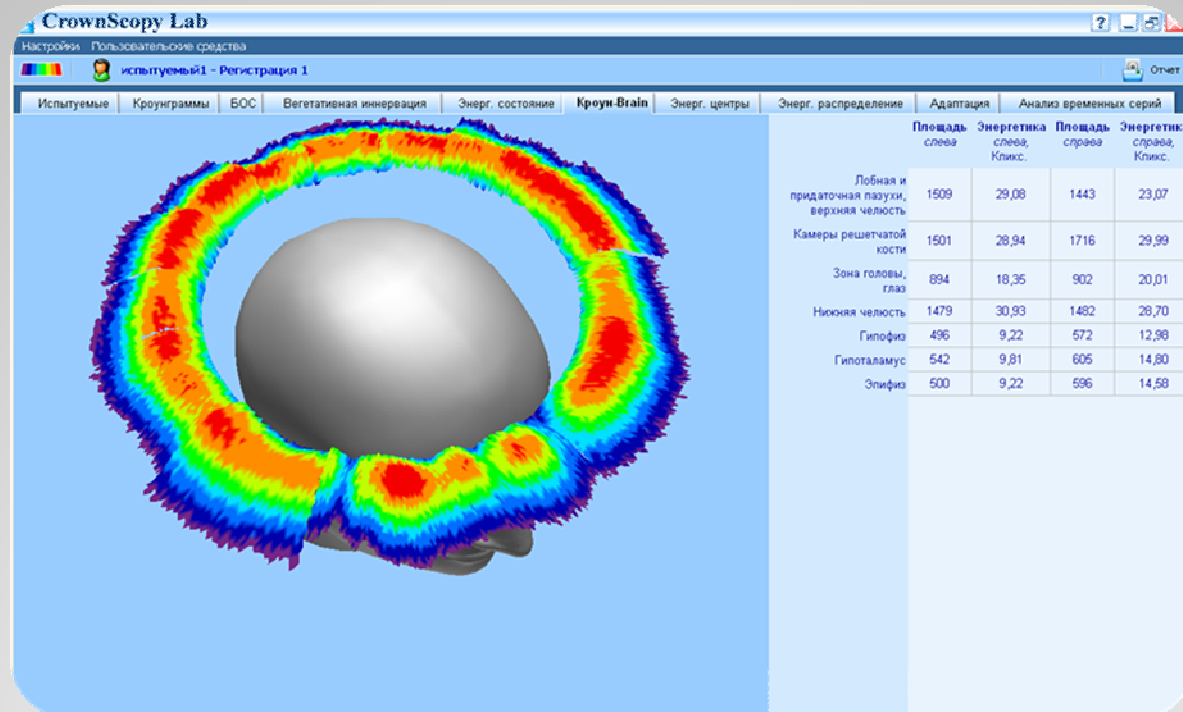 CrownScopy Lab
Настройки Пользовательские средства
испытуемый1 - Регистрация 1
Отчет
Испытуемые Кроунграммы БОС Вегетативная иннервация Энерг. состояние Кроун-Brain Энерг. центры Энерг. распределение Адаптация Анализ временных серий
Площадь Энергетика Площадь Энергетик
слева слева, справа справа,
Кпикс. Кпикс.
Лобная и
придаточная пазухи,
верхняя челюсть
1509 29,08 1443 23,07
Камеры решетчатой
кости
1501 28,94 1716 29,99
Зона головы,
глаз
894 18,35 902 20,01
Нижняя челюсть 1479 30,93 1482 28,70
Гипофиз 496 9,22 572 12,98
Гипоталамус 542 9,81 605 14,80
Эпифиз 500 9,22 596 14,58